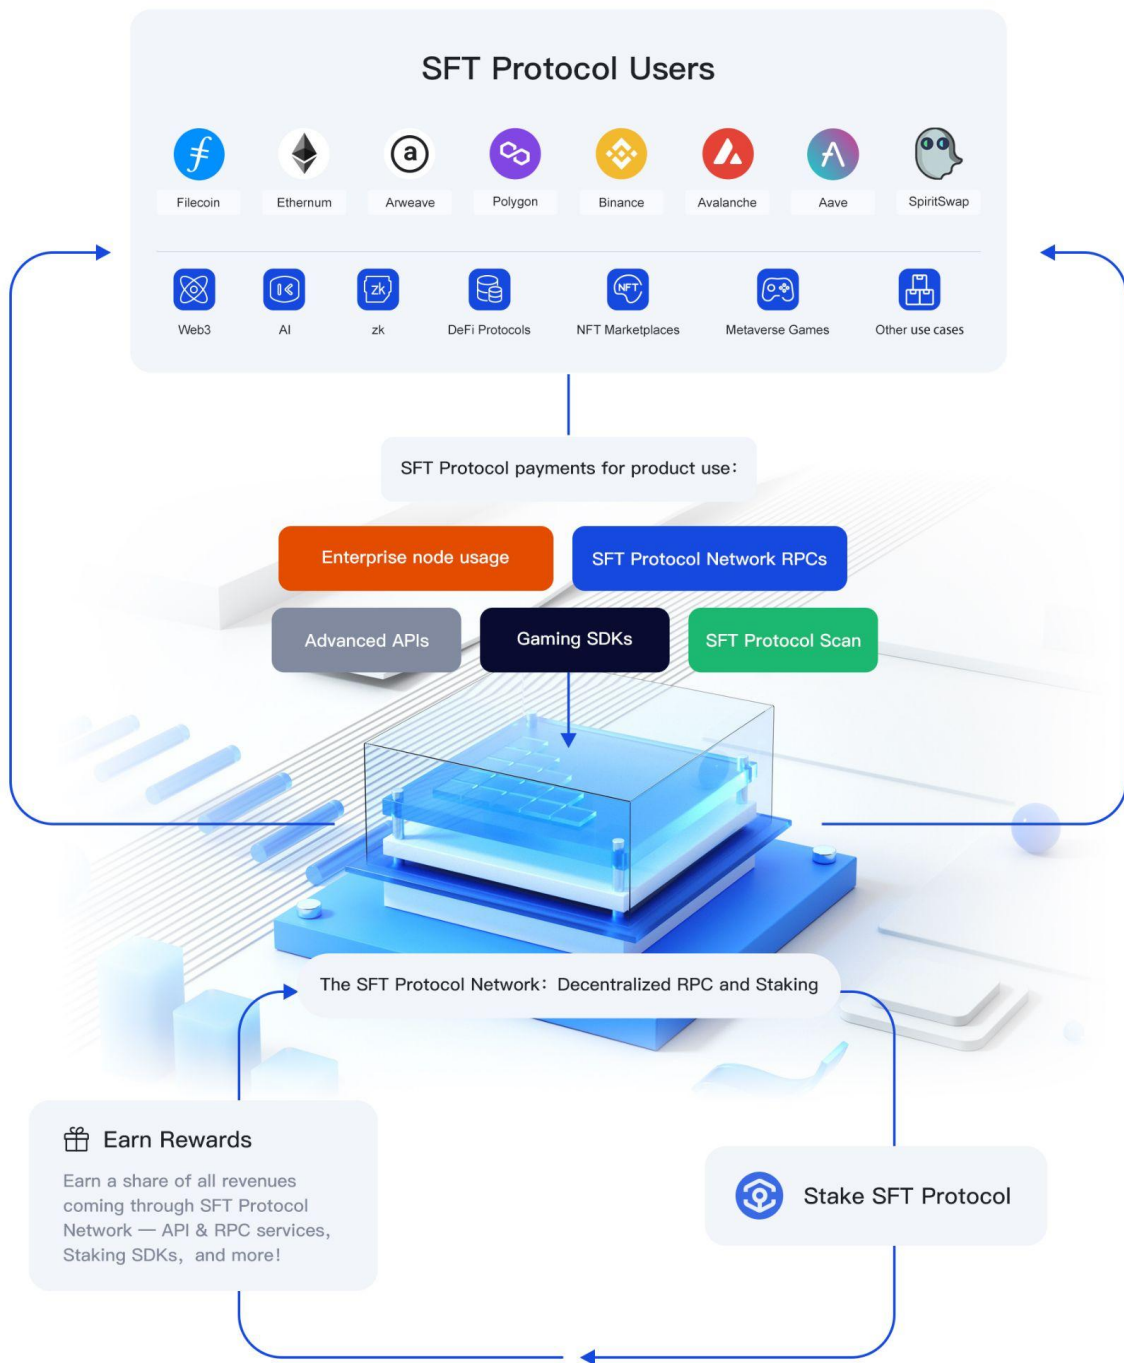 SFT Protocol Users
a
Filecoin
Ethernum
Arweave
Polygon
Binance
Avalanche
Aave
SpiritSwap
zk
NFT
Web3
AI
zk
DeFi Protocols
NFT Marketplaces
Metaverse Games
Other use cases
SFT Protocol payments for product use:
Enterprise node usage
SFT Protocol Network RPCs
Advanced APIs
Gaming SDKs
SFT Protocol Scan
The SFT Protocol Network: Decentralized RPC and Staking
Earn Rewards
Earn a share of all revenues
coming through SFT Protocol
Network — API & RPC services,
Staking SDKs, and more!
Stake SFT Protocol